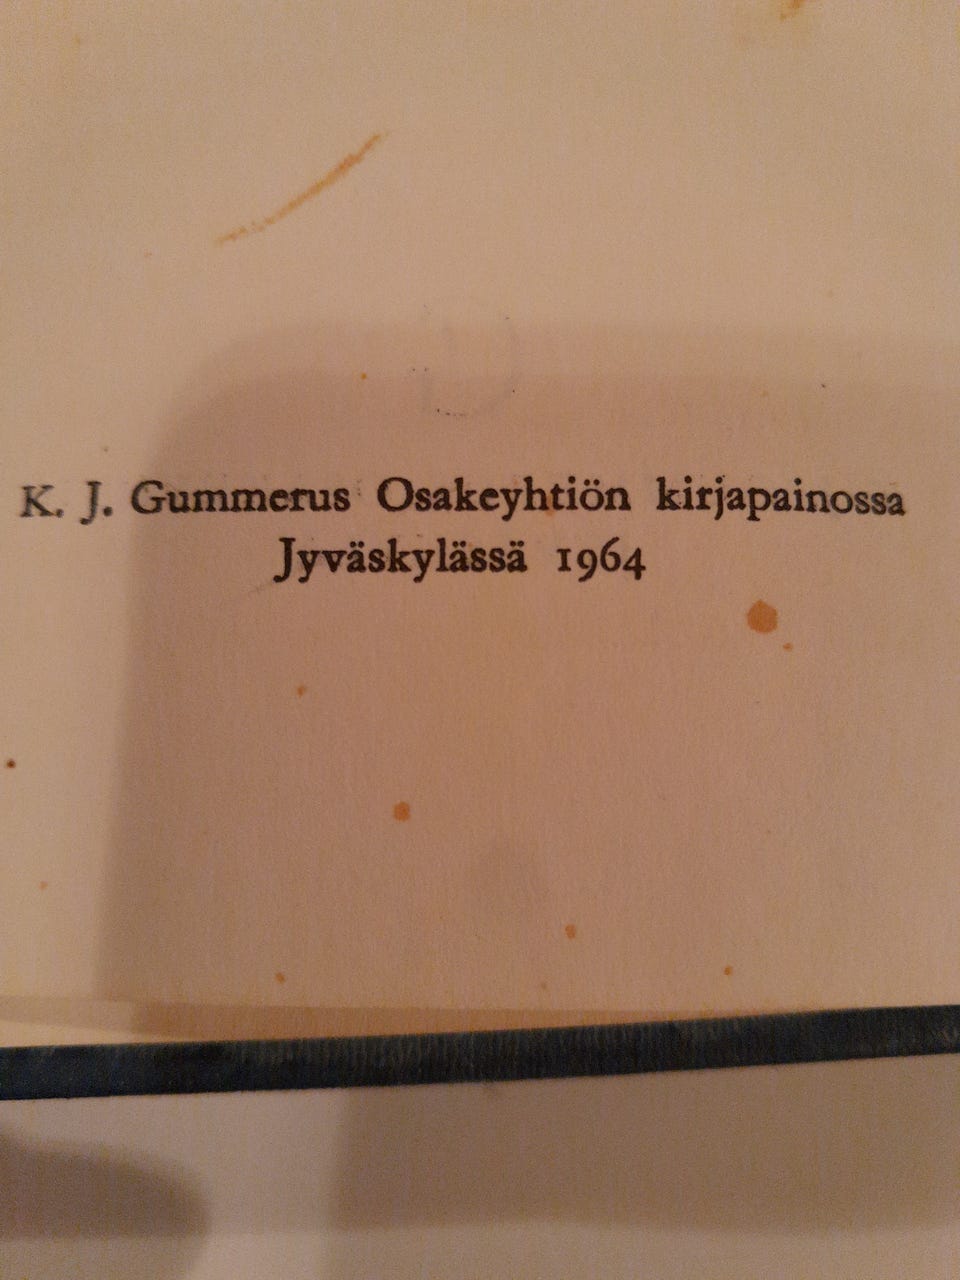 K. J. Gummerus Osakeyhtiön kirjapainossa
Jyväskylässä 1964